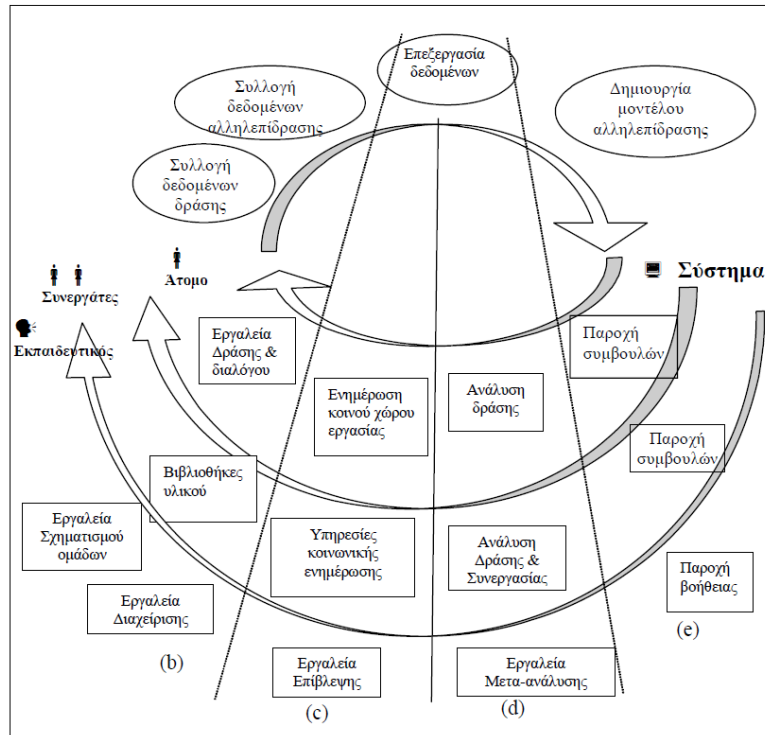 Επεξεργασία
δεδομένων
Συλλογή
δεδομένων
αλληλεπίδρασης
Δημιουργία
μοντέλου
αλληλεπίδρασης
Συλλογή
δεδομένων
δράσης
Άτομο
Συνεργάτες
Εκπαιδευτικός
Σύστημα
Εργαλεία
Δράσης &
διαλόγου
Παροχή
συμβουλών
Ενημέρωση
κοινού χώρου
εργασίας
Ανάλυση
δράσης
Παροχή
συμβουλών
Βιβλιοθήκες
υλικού
Εργαλεία
Σχηματισμού
ομάδων
Υπηρεσίες
κοινωνικής
ενημέρωσης
Ανάλυση
Δράσης &
Συνεργασίας
Παροχή
βοήθειας
Εργαλεία
Διαχείρισης
(b)
(e)
Εργαλεία
Επίβλεψης
Εργαλεία
Μετα-ανάλυσης
(c)
(d)